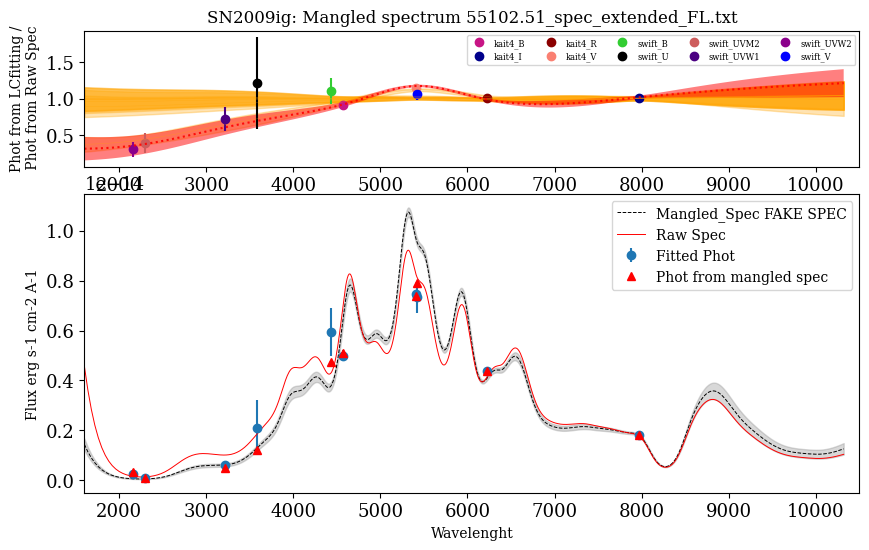 SN2009ig: Mangled spectrum 55102.51_spec_extended_FL.txt
Phot from LCfitting /
Phot from Raw Spec
1.5
1.0
0.5
kait4_B
kait4_R
swift_B
swift_UVM2
swift_UVW2
kait4_I
kait4_V
swift_U
swift_UVW1
swift_V
2000 3000 4000 5000 6000 7000 8000 9000 10000
1e−14
Flux erg s-1 cm-2 A-1
1.0
0.8
0.6
0.4
0.2
0.0
Mangled_Spec FAKE SPEC
Raw Spec
Fitted Phot
Phot from mangled spec
2000 3000 4000 5000 6000 7000 8000 9000 10000
Wavelenght